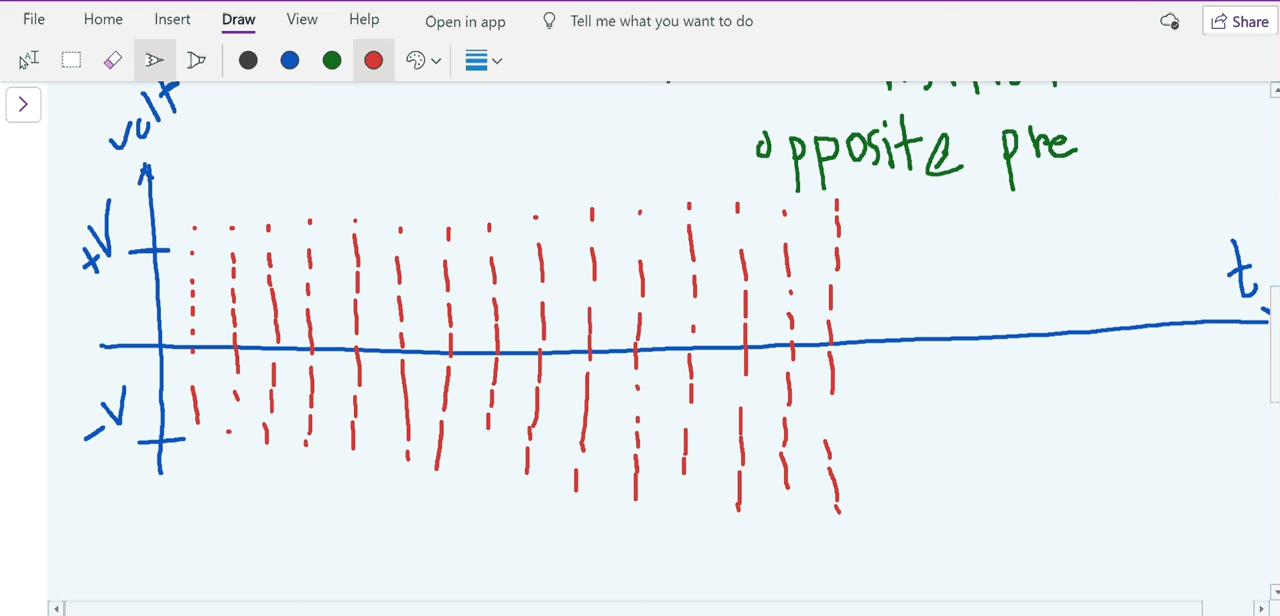 File Home Insert Draw View Help Open in app Tell me what you want to do Share
volt
opposite pre
+V
t
-V